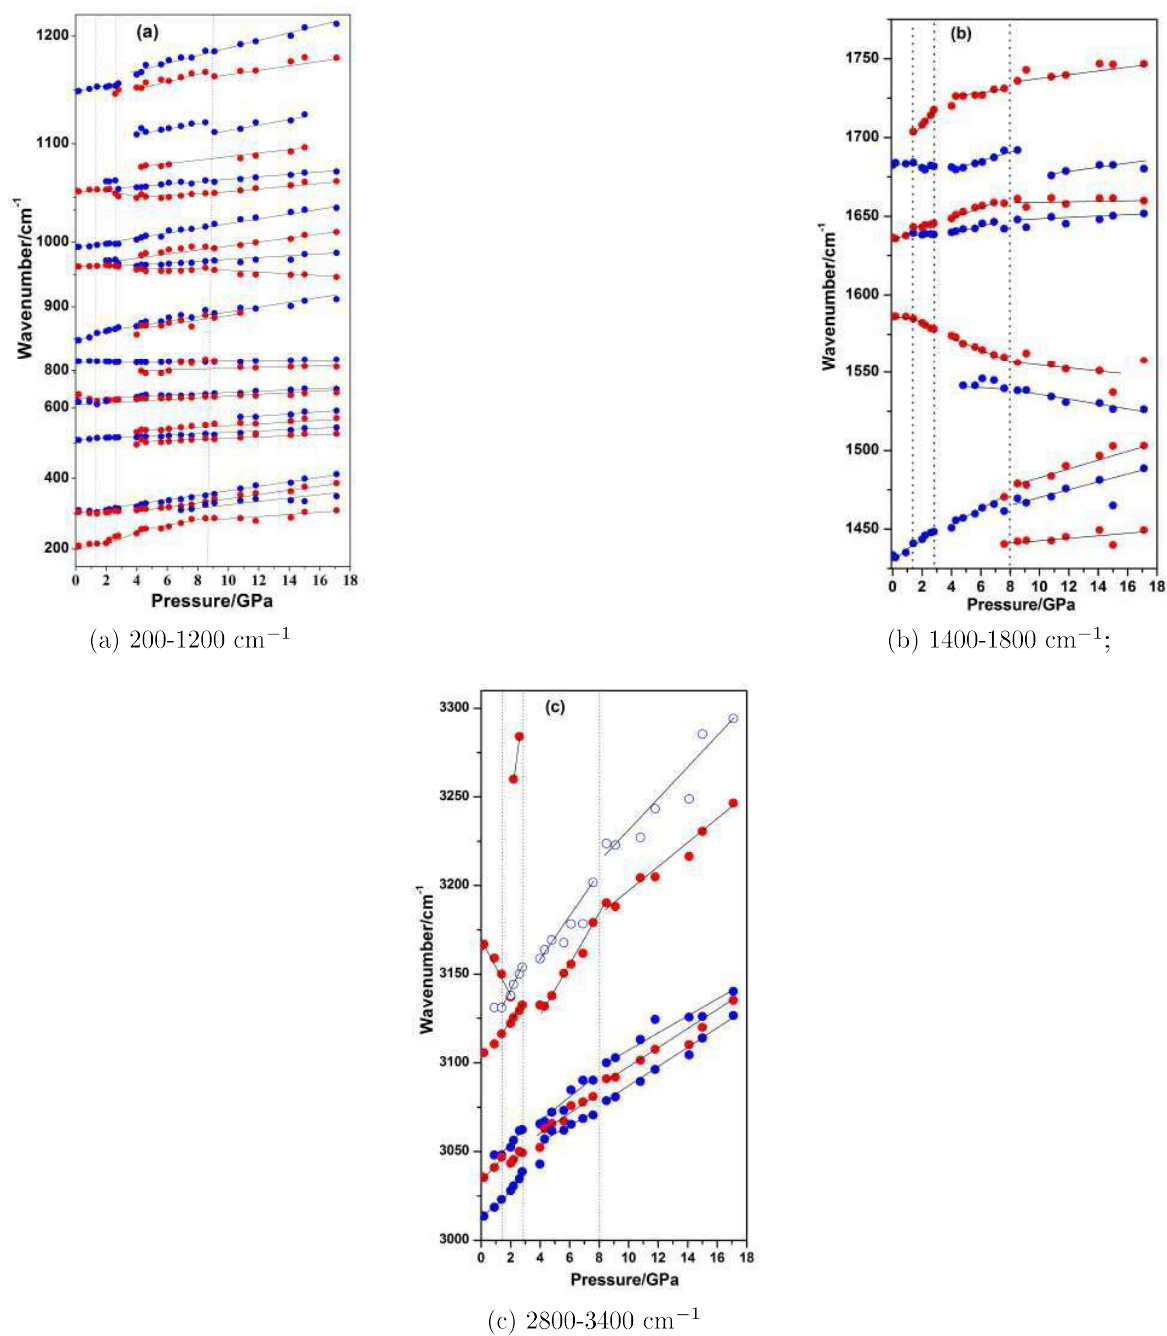 (a)
1200
1100
1000
900
800
600
400
200
Wavenumber/cm⁻¹
0 2 4 6 8 10 12 14 16 18
Pressure/GPa
(a) 200-1200 cm⁻¹
(b)
1750
1700
1650
1600
1550
1500
1450
Wavenumber/cm⁻¹
0 2 4 6 8 10 12 14 16 18
Pressure/GPa
(b) 1400-1800 cm⁻¹;
(c)
3300
3250
3200
3150
3100
3050
3000
Wavenumber/cm⁻¹
0 2 4 6 8 10 12 14 16 18
Pressure/GPa
(c) 2800-3400 cm⁻¹